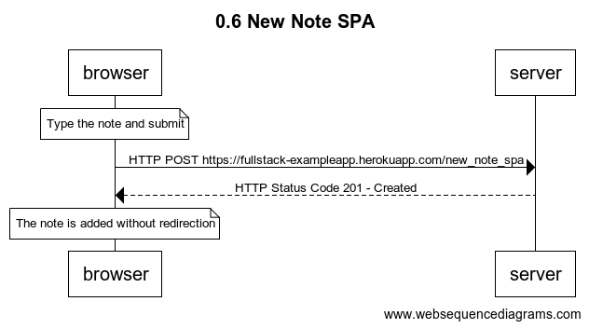 0.6 New Note SPA
browser
server
Type the note and submit
HTTP POST https://fullstack-exampleapp.herokuapp.com/new_note_spa
HTTP Status Code 201 - Created
The note is added without redirection
browser
server
www.websequencediagrams.com